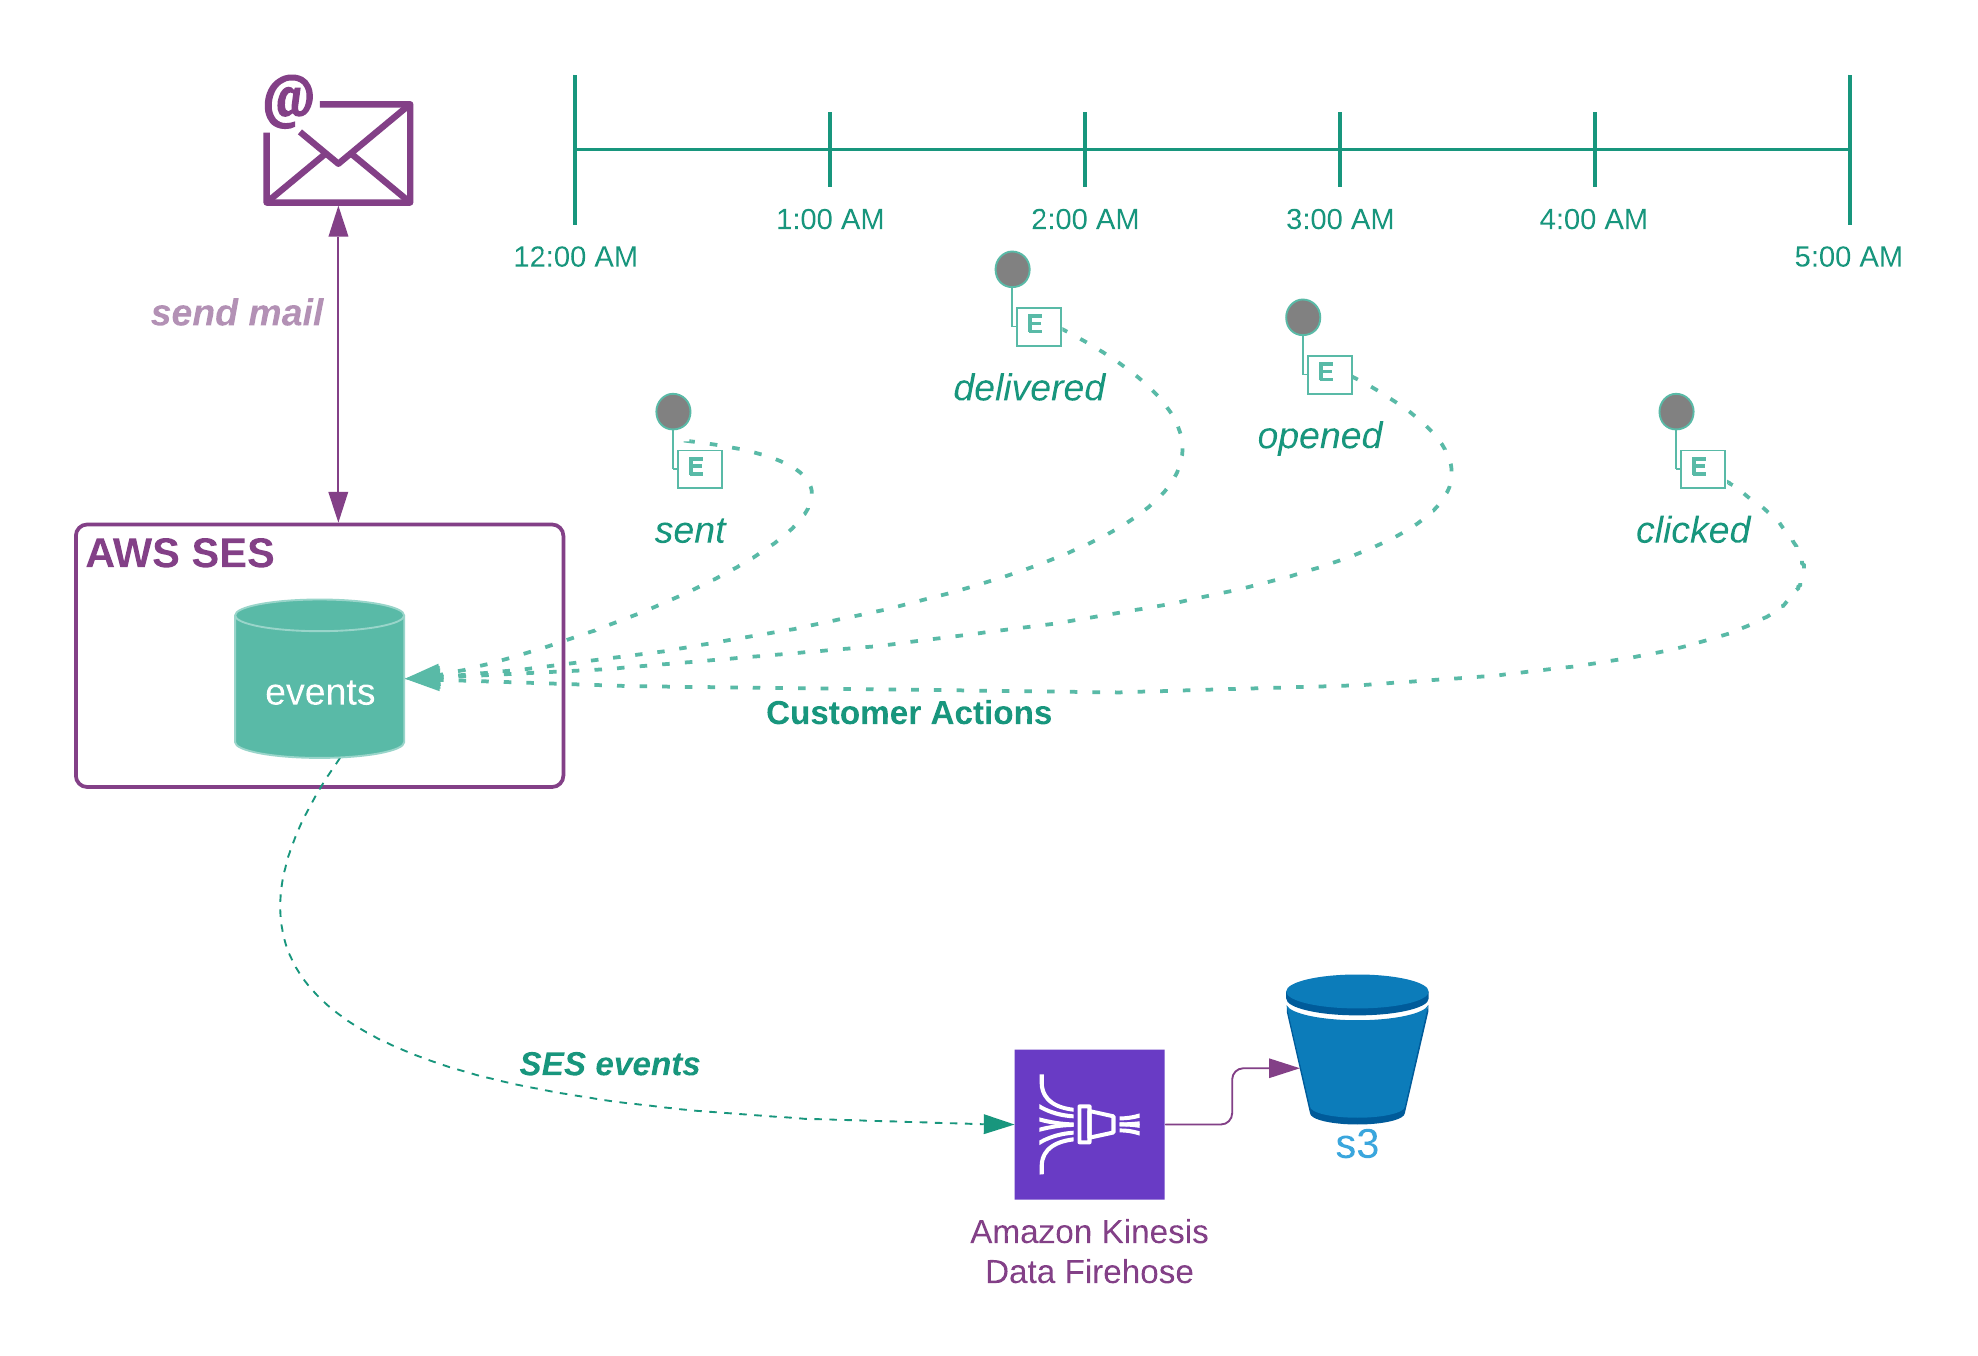 @
1:00 AM
2:00 AM
3:00 AM
4:00 AM
12:00 AM
5:00 AM
send mail
E
delivered
E
opened
E
sent
E
clicked
AWS SES
events
Customer Actions
SES events
s3
Amazon Kinesis
Data Firehose